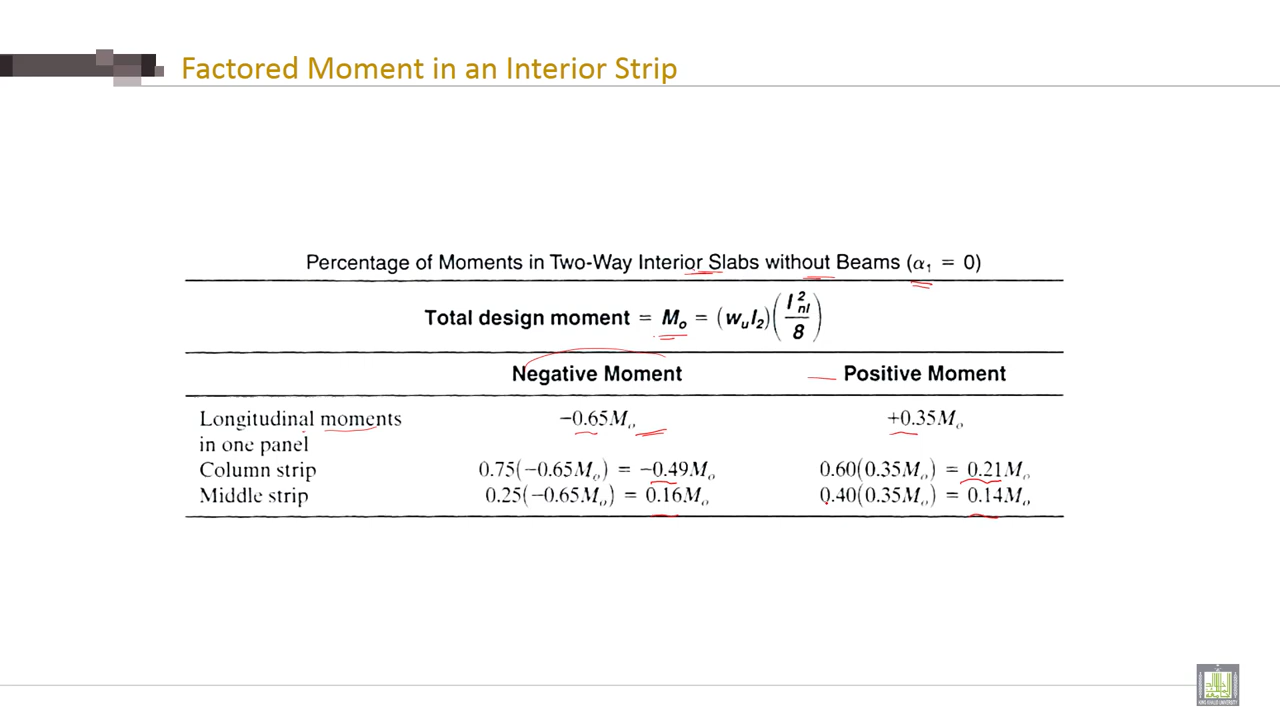 Factored Moment in an Interior Strip
Percentage of Moments in Two-Way Interior Slabs without Beams (α₁ = 0)
Total design moment = Mₒ = (wᵤl₂)(l²ₙₗ/8)
Negative Moment Positive Moment
Longitudinal moments −0.65Mₒ +0.35Mₒ
in one panel
Column strip 0.75(−0.65Mₒ) = −0.49Mₒ 0.60(0.35Mₒ) = 0.21Mₒ
Middle strip 0.25(−0.65Mₒ) = 0.16Mₒ 0.40(0.35Mₒ) = 0.14Mₒ
KING KHALID UNIVERSITY